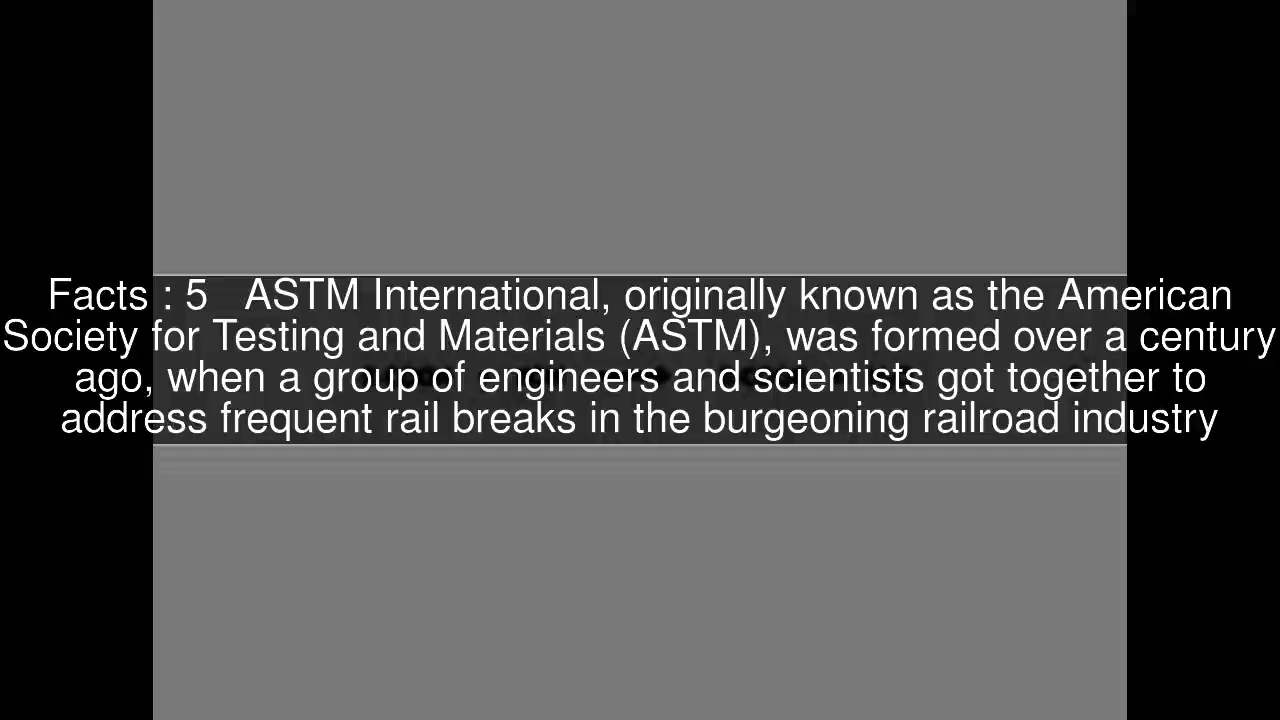 Facts : 5   ASTM International, originally known as the American
Society for Testing and Materials (ASTM), was formed over a century
ago, when a group of engineers and scientists got together to
address frequent rail breaks in the burgeoning railroad industry